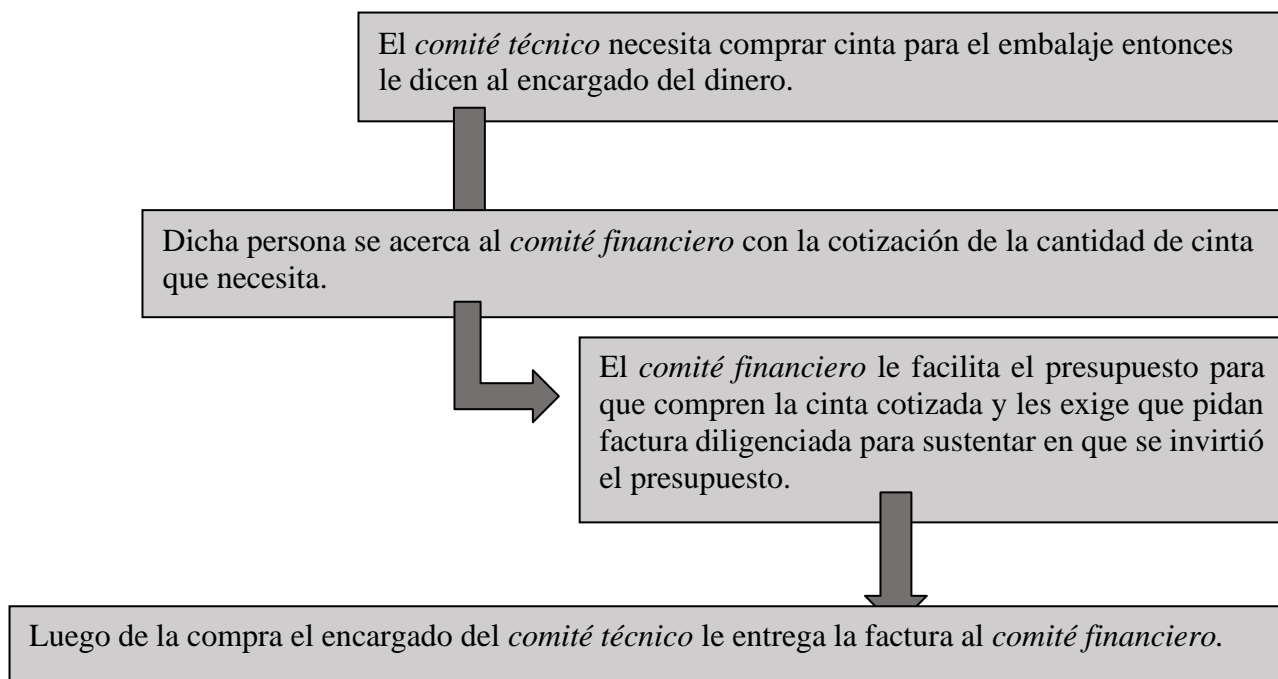 El comité técnico necesita comprar cinta para el embalaje entonces
le dicen al encargado del dinero.
Dicha persona se acerca al comité financiero con la cotización de la cantidad de cinta
que necesita.
El comité financiero le facilita el presupuesto para
que compren la cinta cotizada y les exige que pidan
factura diligenciada para sustentar en que se invirtió
el presupuesto.
Luego de la compra el encargado del comité técnico le entrega la factura al comité financiero.